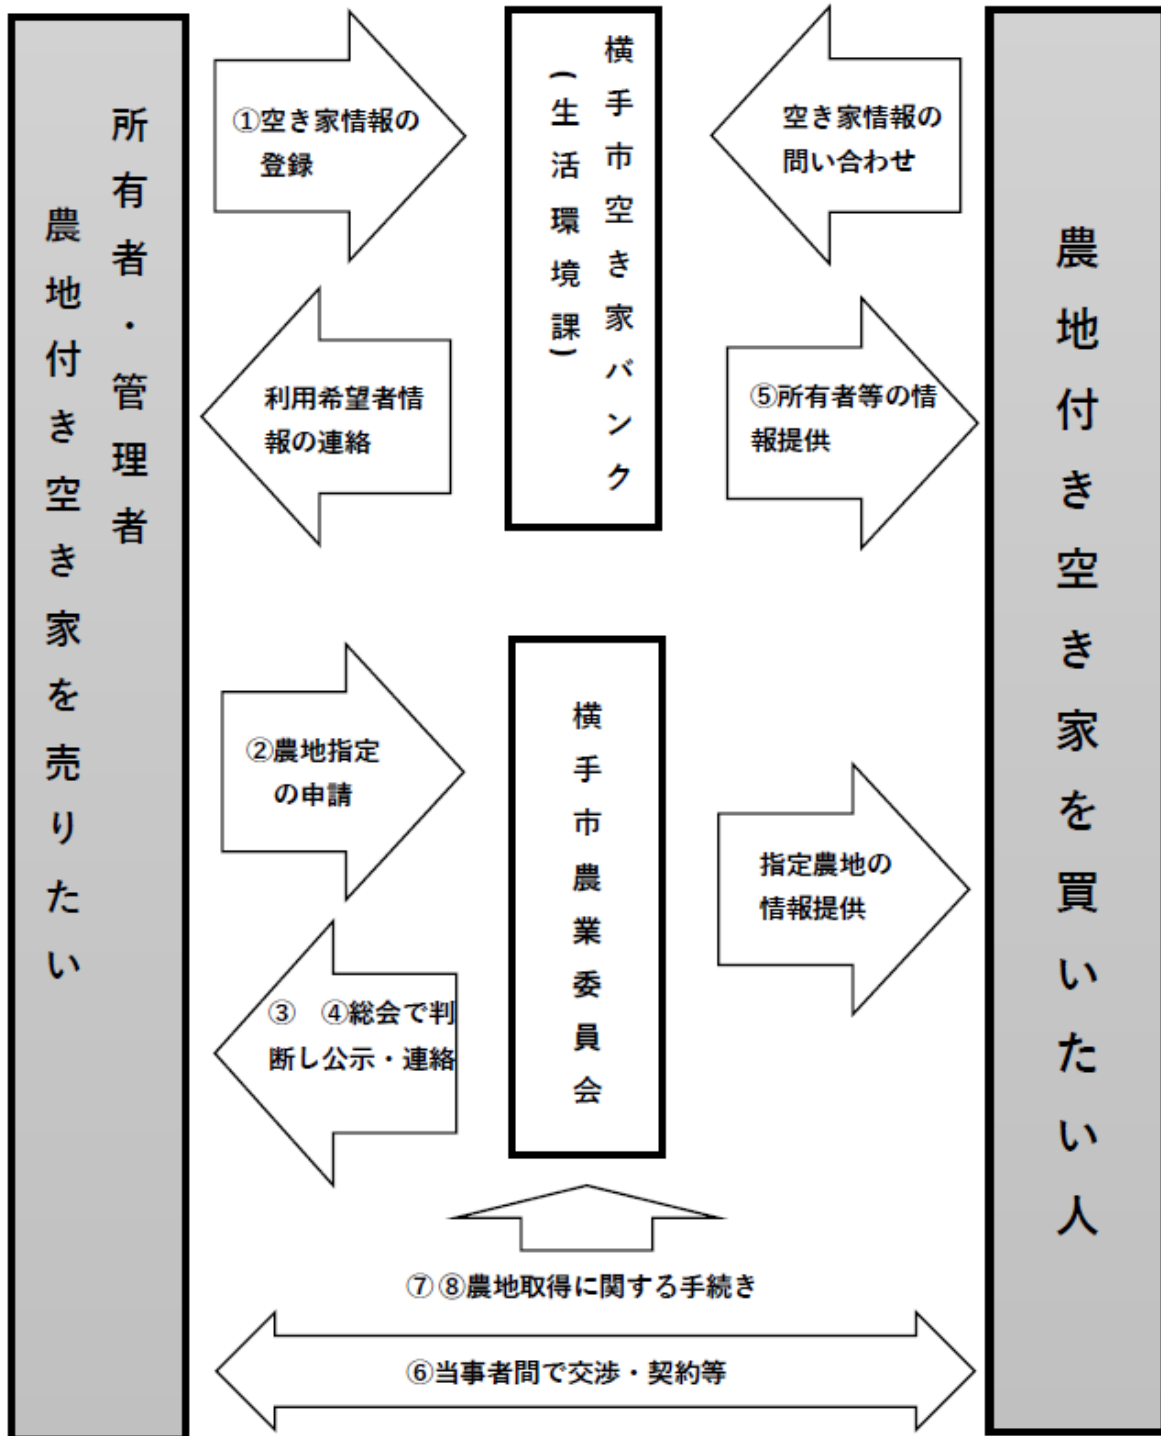 所有者・管理者
農地付き空き家を売りたい
①空き家情報の
登録
横手市空き家バンク
(生活環境課)
空き家情報の
問い合わせ
利用希望者情
報の連絡
⑤所有者等の情
報提供
②農地指定
の申請
横手市農業委員会
指定農地の
情報提供
③ ④総会で判
断し公示・連絡
⑦⑧農地取得に関する手続き
⑥当事者間で交渉・契約等
農地付き空き家を買いたい人